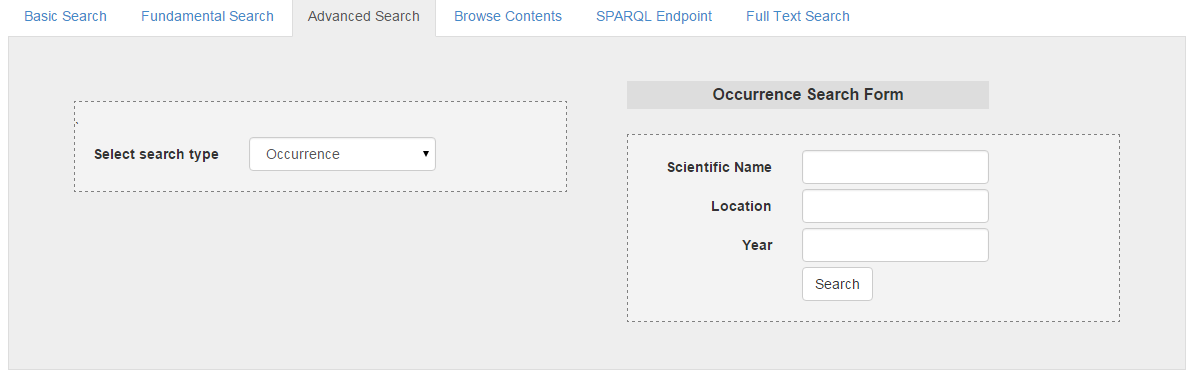 Basic Search Fundamental Search Advanced Search Browse Contents SPARQL Endpoint Full Text Search
Select search type Occurrence
Occurrence Search Form
Scientific Name
Location
Year
Search